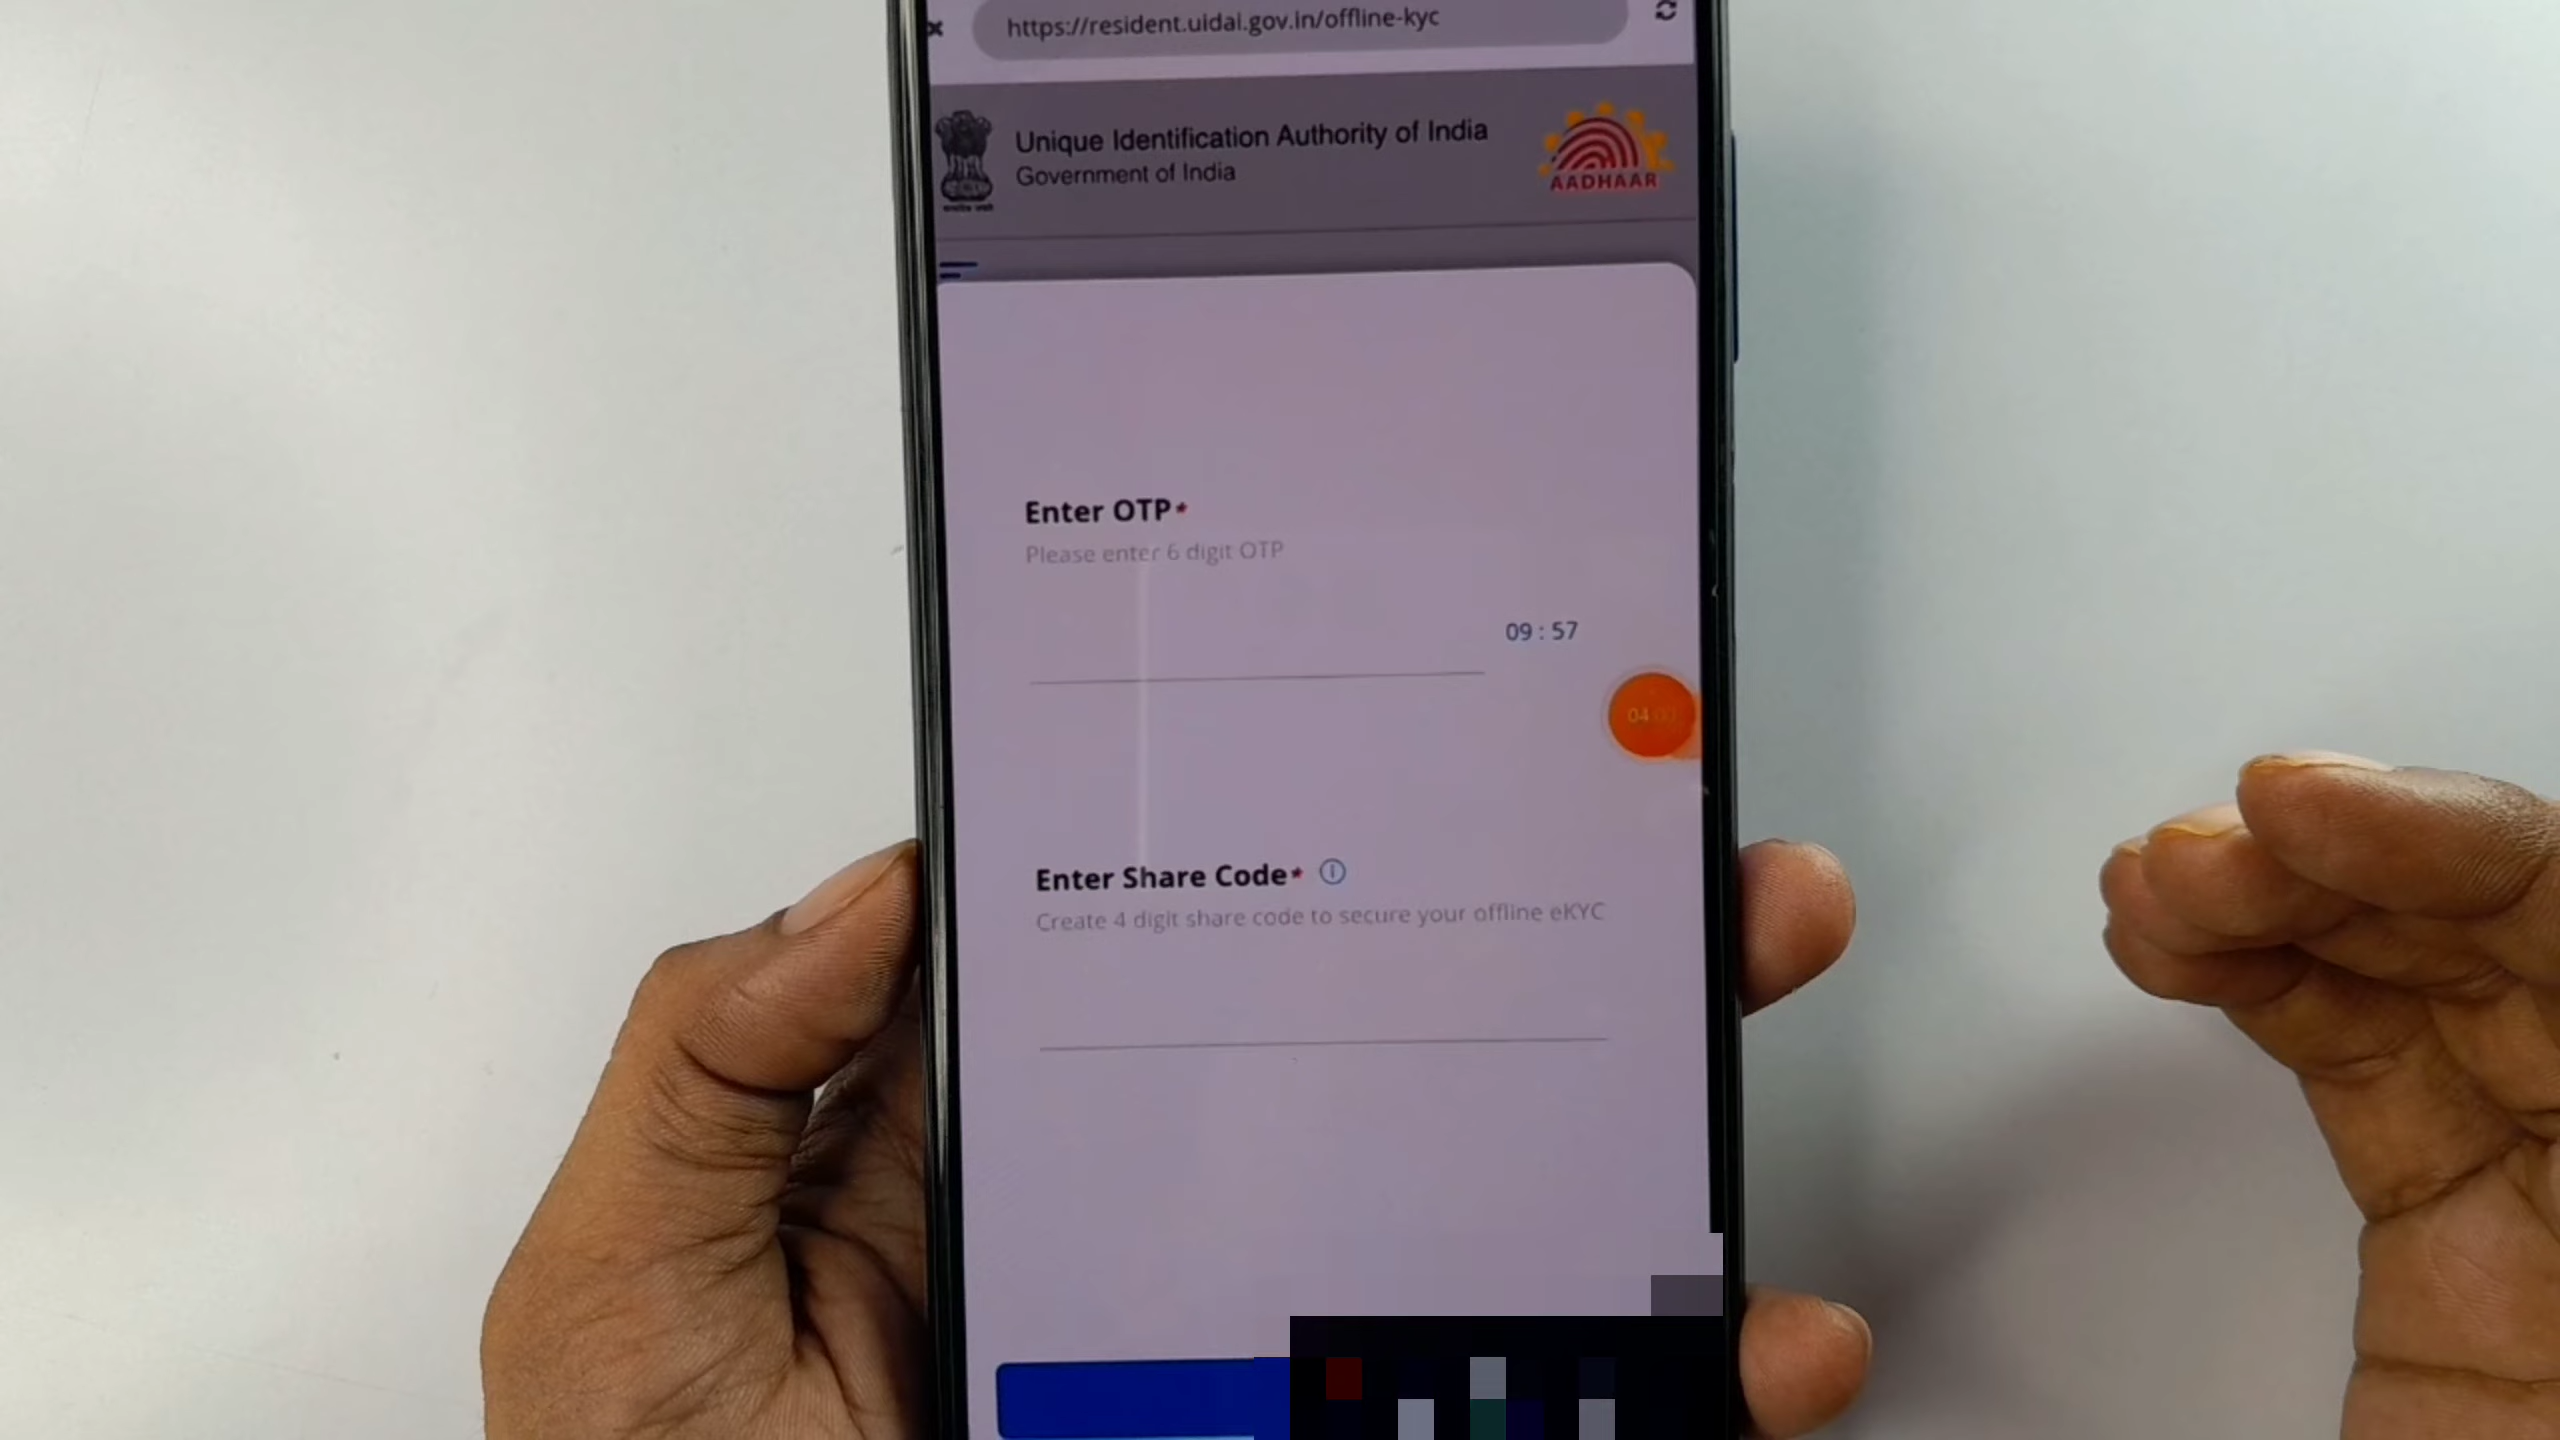 https://resident.uidai.gov.in/offline-kyc
Unique Identification Authority of India
Government of India
AADHAAR
Enter OTP*
Please enter 6 digit OTP
09 : 57
Enter Share Code*
Create 4 digit share code to secure your offline eKYC